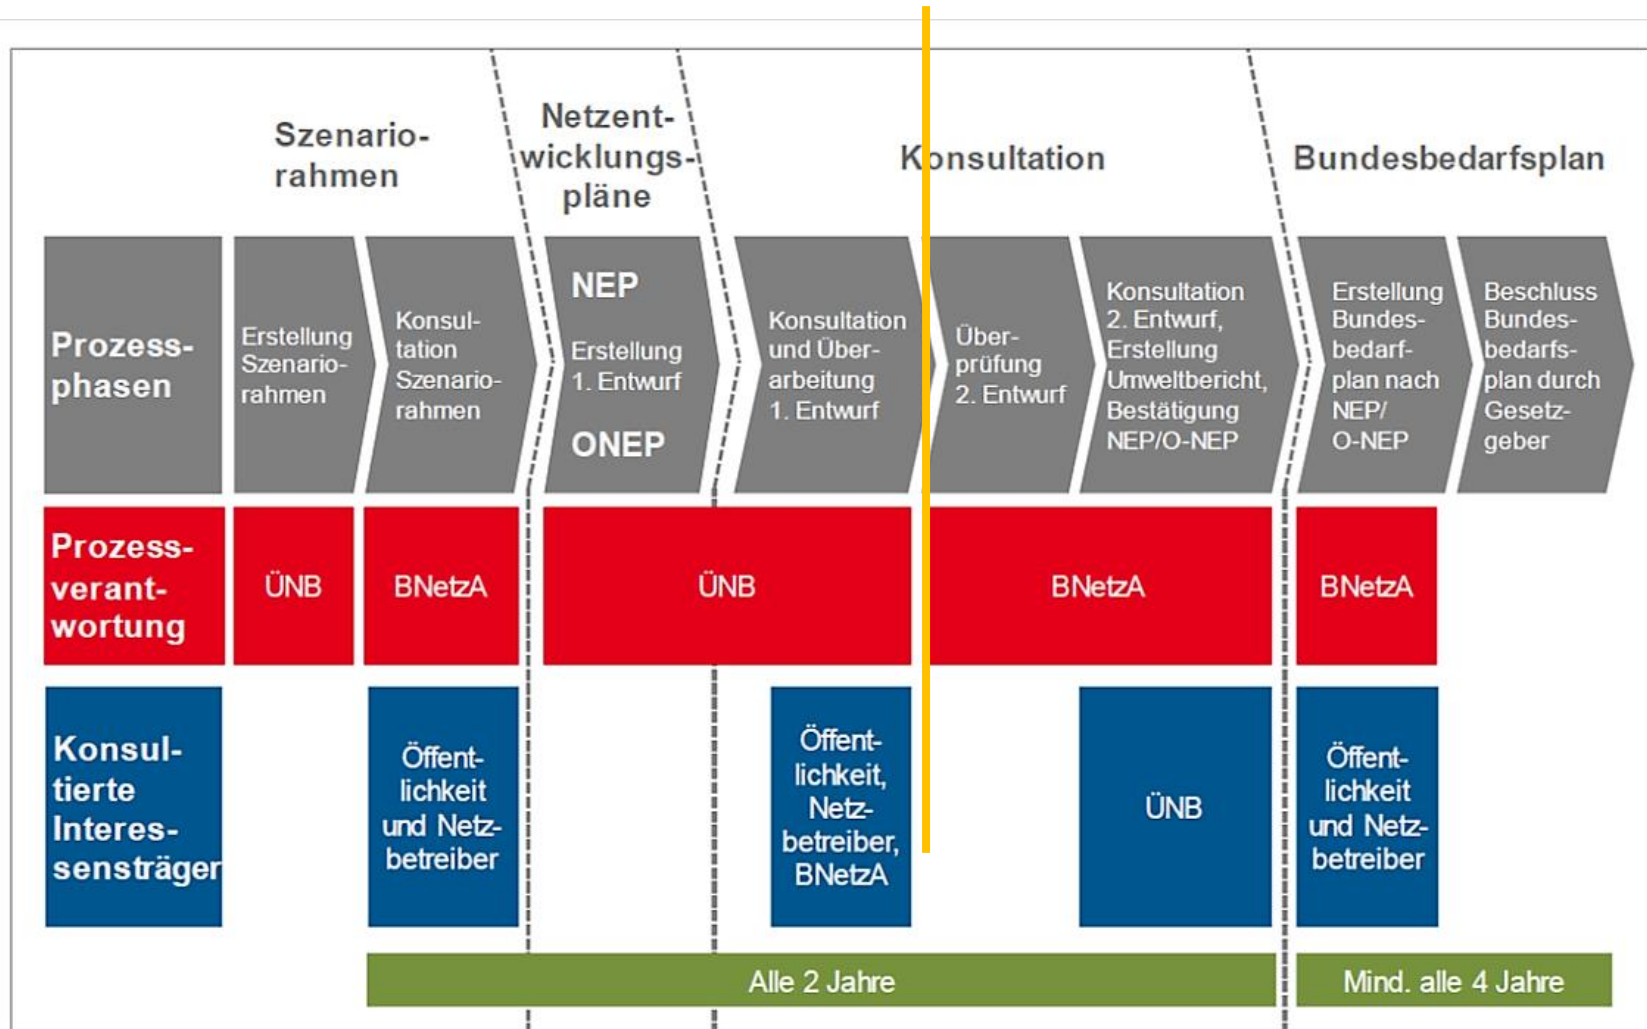 Szenario-
rahmen
Netzent-
wicklungs-
pläne
Konsultation
Bundesbedarfsplan
Prozess-
phasen
Erstellung
Szenario-
rahmen
Konsul-
tation
Szenario-
rahmen
NEP
Erstellung
1. Entwurf
ONEP
Konsultation
und Über-
arbeitung
1. Entwurf
Über-
prüfung
2. Entwurf
Konsultation
2. Entwurf,
Erstellung
Umweltbericht,
Bestätigung
NEP/O-NEP
Erstellung
Bundes-
bedarf-
plan nach
NEP/
O-NEP
Beschluss
Bundes-
bedarfs-
plan durch
Gesetz-
geber
Prozess-
verant-
wortung
ÜNB
BNetzA
ÜNB
BNetzA
BNetzA
Konsul-
tierte
Interes-
sensträger
Öffent-
lichkeit
und Netz-
betreiber
Öffent-
lichkeit,
Netz-
betreiber,
BNetzA
ÜNB
Öffent-
lichkeit
und Netz-
betreiber
Alle 2 Jahre
Mind. alle 4 Jahre